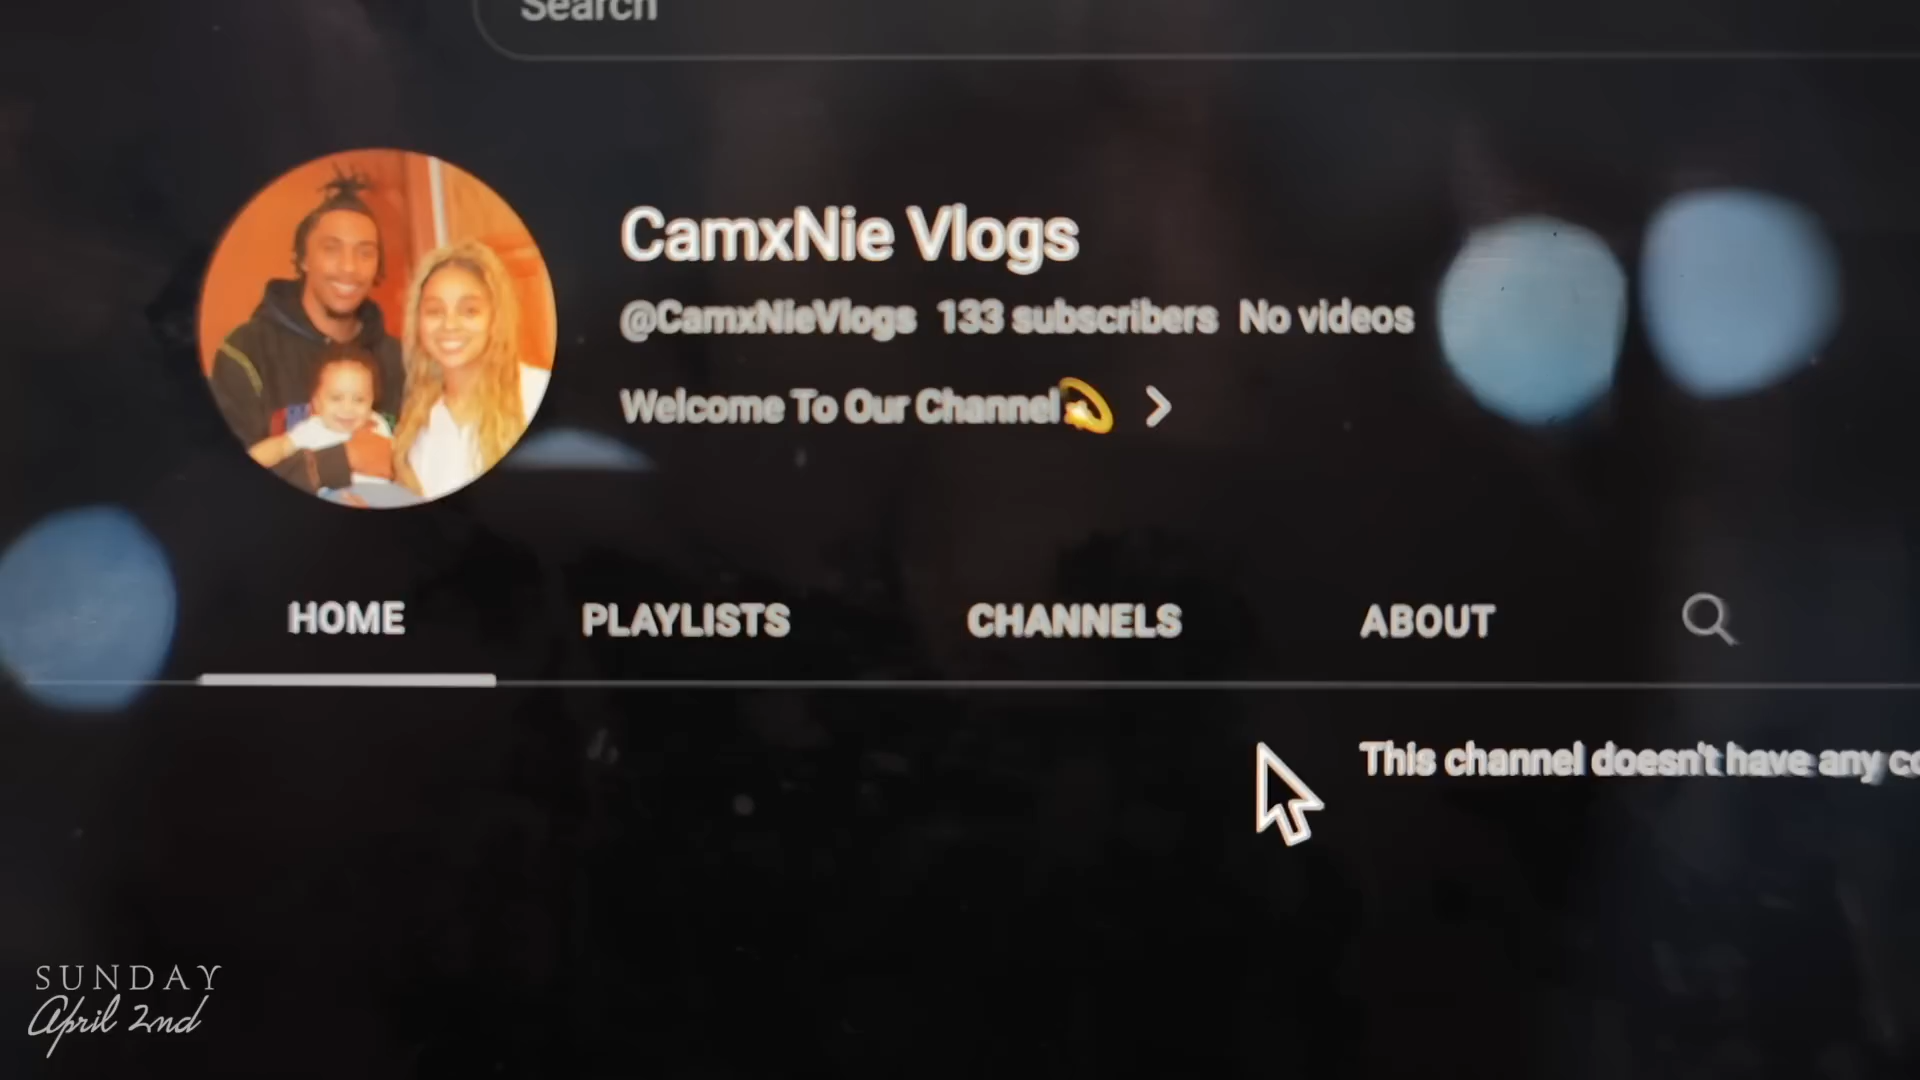 Search
CamxNie Vlogs
@CamxNieVlogs 133 subscribers No videos
Welcome To Our Channel💫 >
HOME PLAYLISTS CHANNELS ABOUT
This channel doesn't have any
SUNDAY
April 2nd